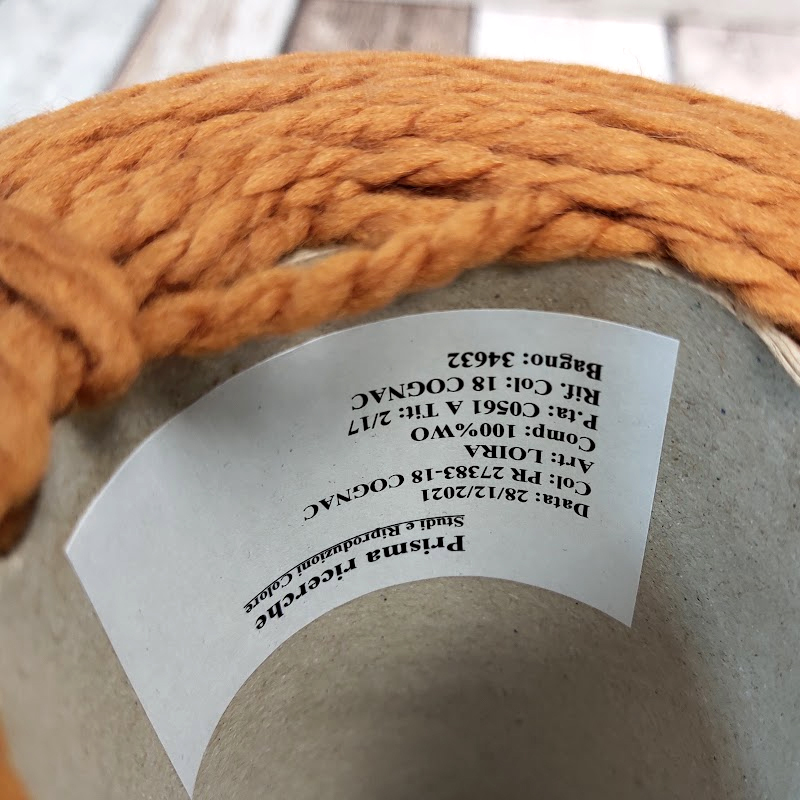 Prisma ricerche
Studi e Riproduzioni Colore
Data: 28/12/2021
Col: PR 27383-18 COGNAC
Art: LOIRA
Comp: 100%WO
P.ta: C0561 A Tit: 2/17
Rif. Col: 18 COGNAC
Bagno: 34632